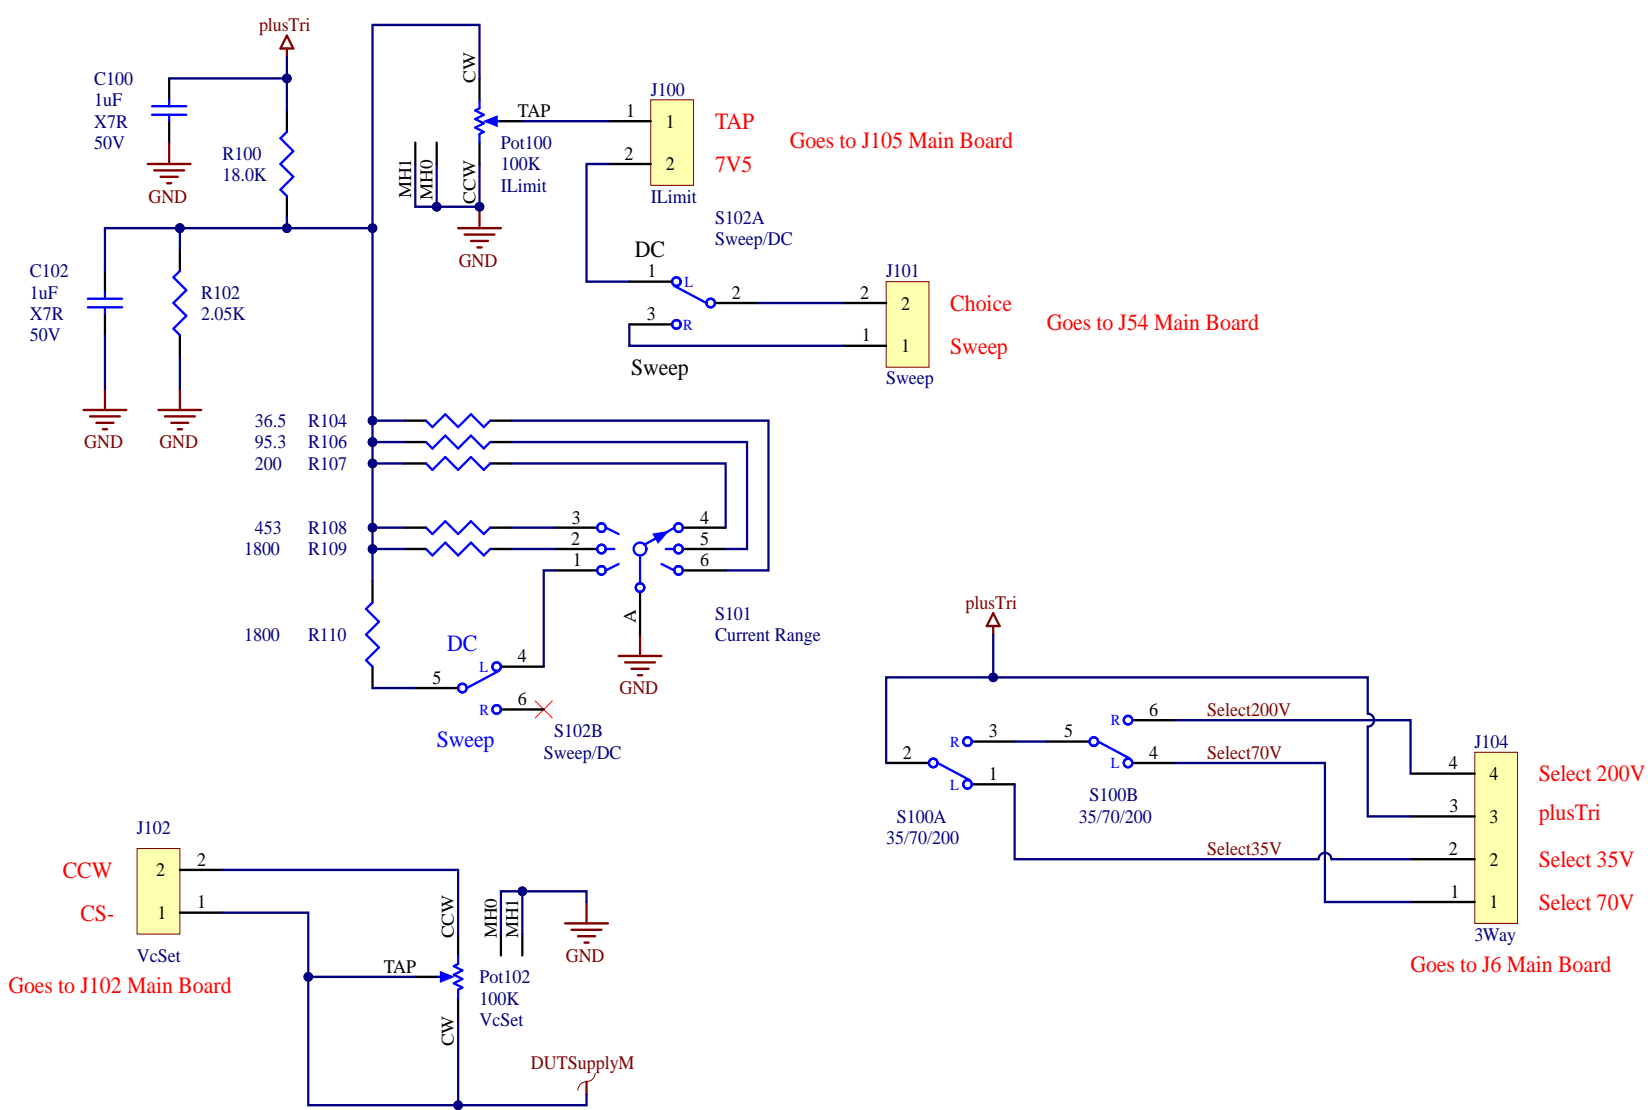 plusTri
C100
1uF
X7R
50V
GND
R100
18.0K
C102
1uF
X7R
50V
GND
R102
2.05K
GND
CW
TAP
Pot100
100K
ILimit
CCW
MH1
MH0
GND
J100
1
1
TAP
2
2
7V5
ILimit
Goes to J105 Main Board
S102A
Sweep/DC
DC
1
L
2
3
R
Sweep
J101
2
2
Choice
1
1
Sweep
Sweep
Goes to J54 Main Board
36.5 R104
95.3 R106
200 R107
453 R108
1800 R109
1800 R110
3
2
1
4
5
6
A
GND
S101
Current Range
DC
L
4
5
R
6
Sweep
S102B
Sweep/DC
plusTri
2
R
3
L
1
S100A
35/70/200
5
R
6
L
4
S100B
35/70/200
Select200V
Select70V
Select35V
J104
4
4
Select 200V
3
3
plusTri
2
2
Select 35V
1
1
Select 70V
3Way
Goes to J6 Main Board
J102
CCW
2
2
CS-
1
1
VcSet
Goes to J102 Main Board
CCW
TAP
CW
Pot102
100K
VcSet
MH0
MH1
GND
DUTSupplyM